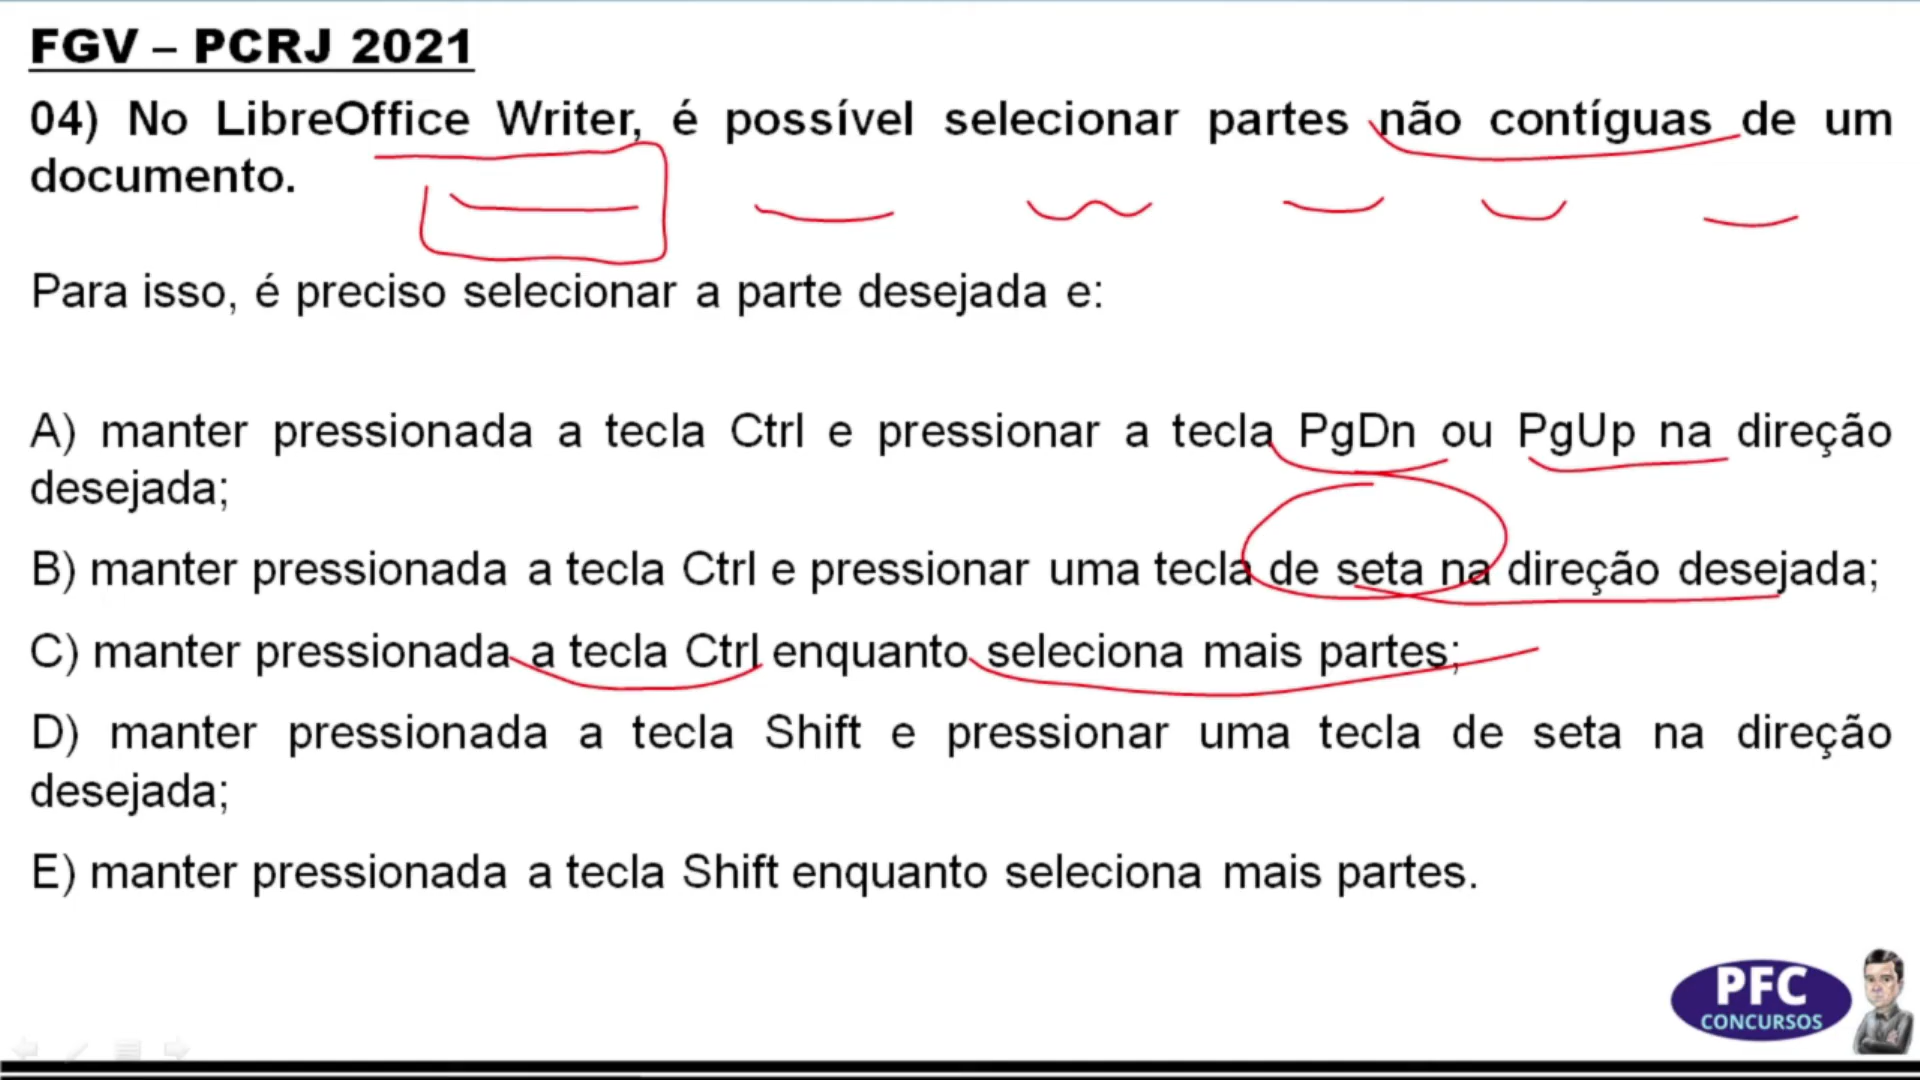 FGV – PCRJ 2021
04) No LibreOffice Writer, é possível selecionar partes não contíguas de um
documento.
Para isso, é preciso selecionar a parte desejada e:
A) manter pressionada a tecla Ctrl e pressionar a tecla PgDn ou PgUp na direção
desejada;
B) manter pressionada a tecla Ctrl e pressionar uma tecla de seta na direção desejada;
C) manter pressionada a tecla Ctrl enquanto seleciona mais partes;
D) manter pressionada a tecla Shift e pressionar uma tecla de seta na direção
desejada;
E) manter pressionada a tecla Shift enquanto seleciona mais partes.
PFC
CONCURSOS